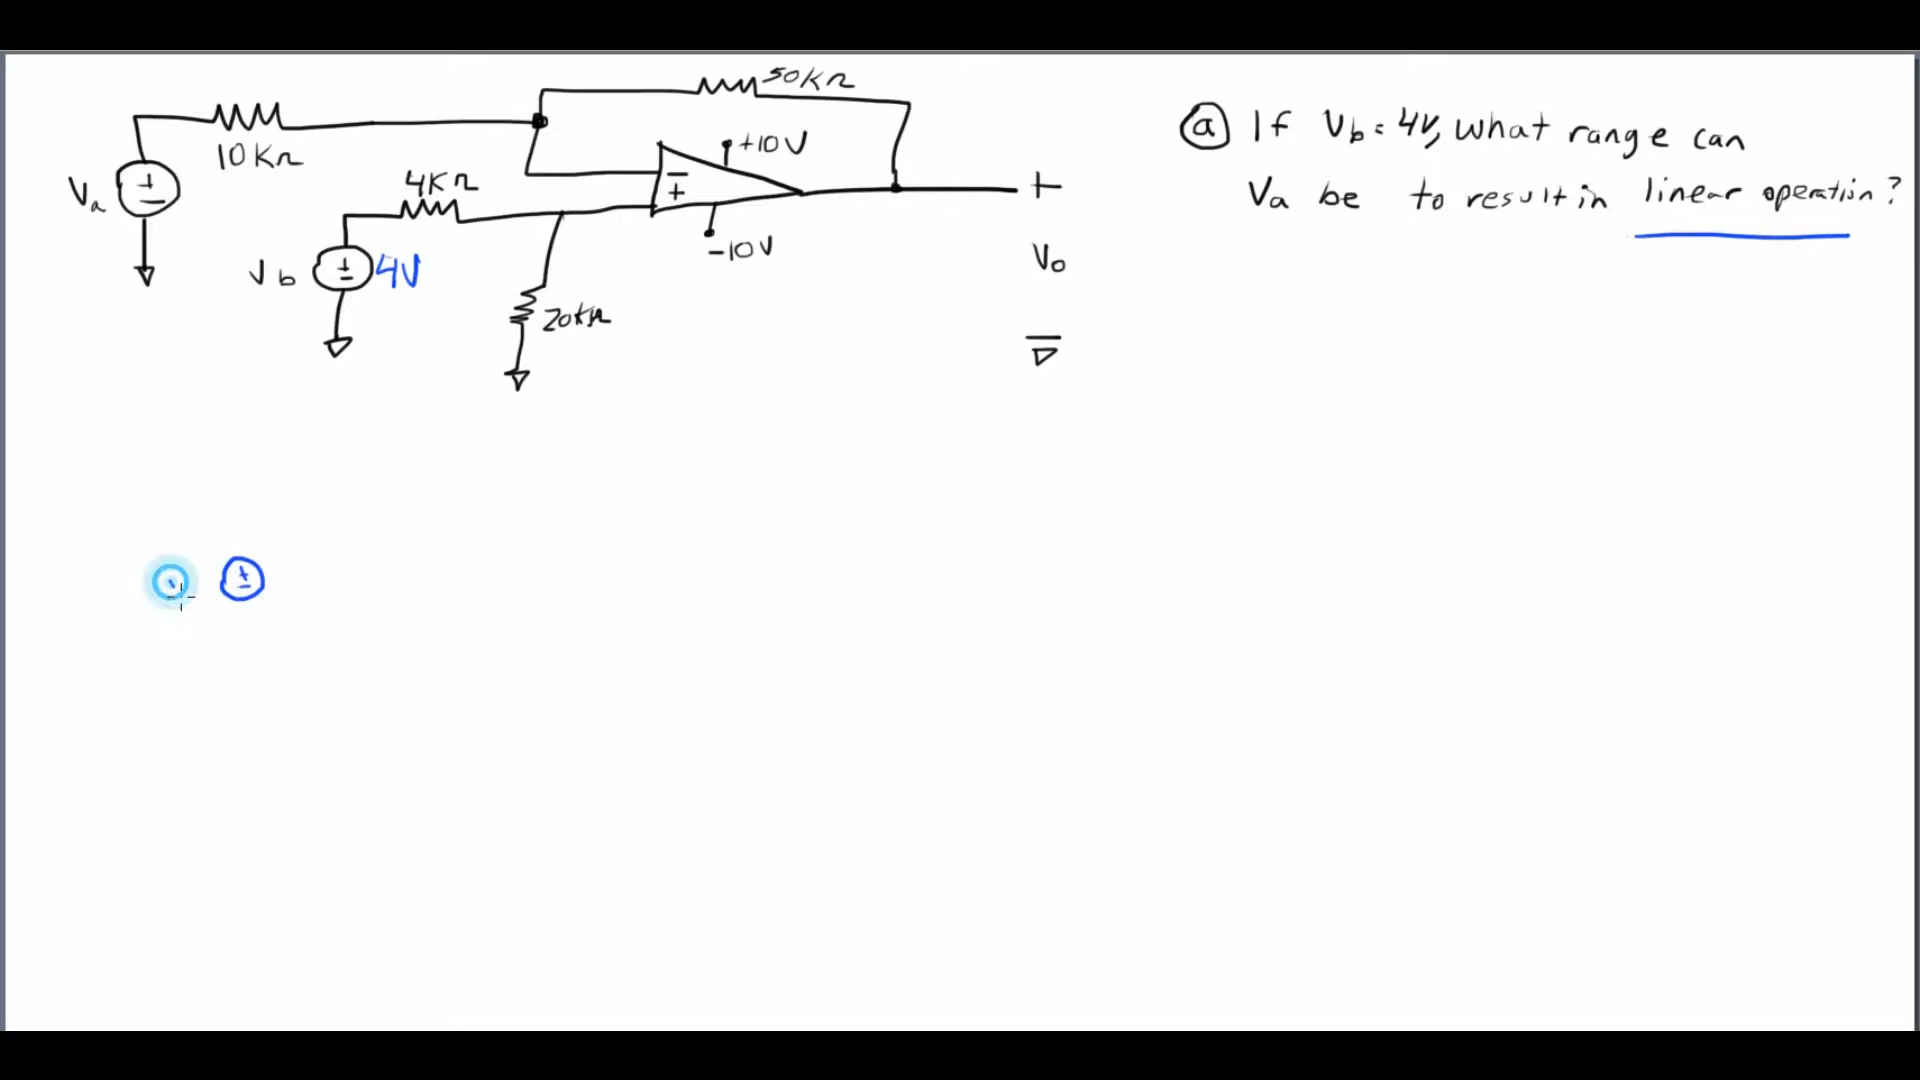 50KΩ
10KΩ
+10V
4KΩ
Va
-10V
Vb
4V
20KΩ
Vo
ⓐ If Vb = 4V, what range can
Va be to result in linear operation?